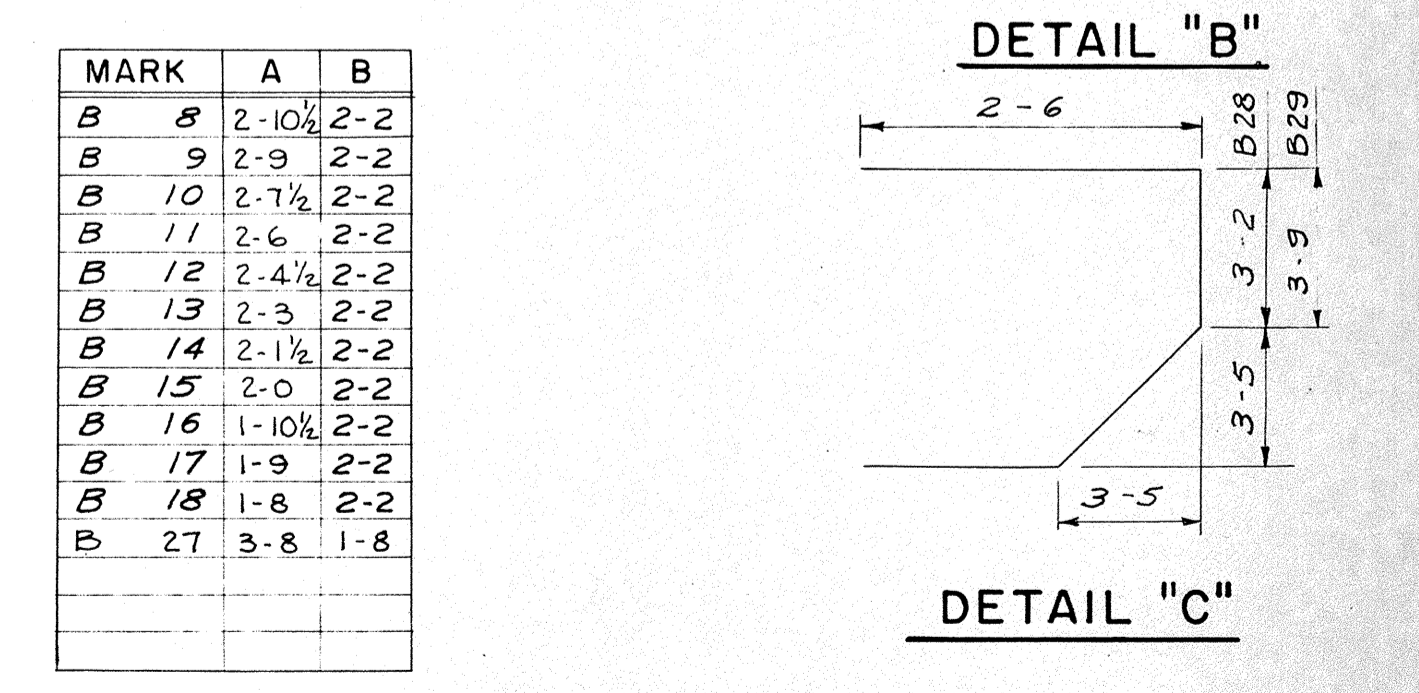 MARK A B
B 8 2-10½ 2-2
B 9 2-9 2-2
B 10 2-7½ 2-2
B 11 2-6 2-2
B 12 2-4½ 2-2
B 13 2-3 2-2
B 14 2-1½ 2-2
B 15 2-0 2-2
B 16 1-10½ 2-2
B 17 1-9 2-2
B 18 1-8 2-2
B 27 3-8 1-8
DETAIL "B"
2-6
B28
B29
3-2
3-9
3-5
3-5
DETAIL "C"